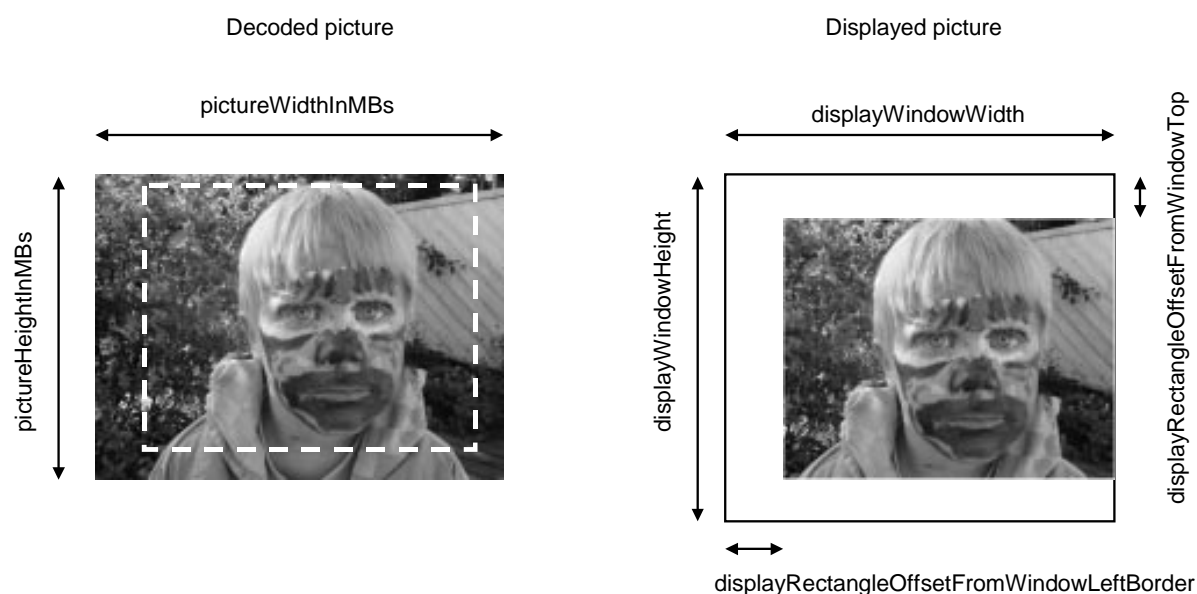 Decoded picture
Displayed picture
pictureWidthInMBs
displayWindowWidth
pictureHeightInMBs
displayWindowHeight
displayRectangleOffsetFromWindowTop
displayRectangleOffsetFromWindowLeftBorder